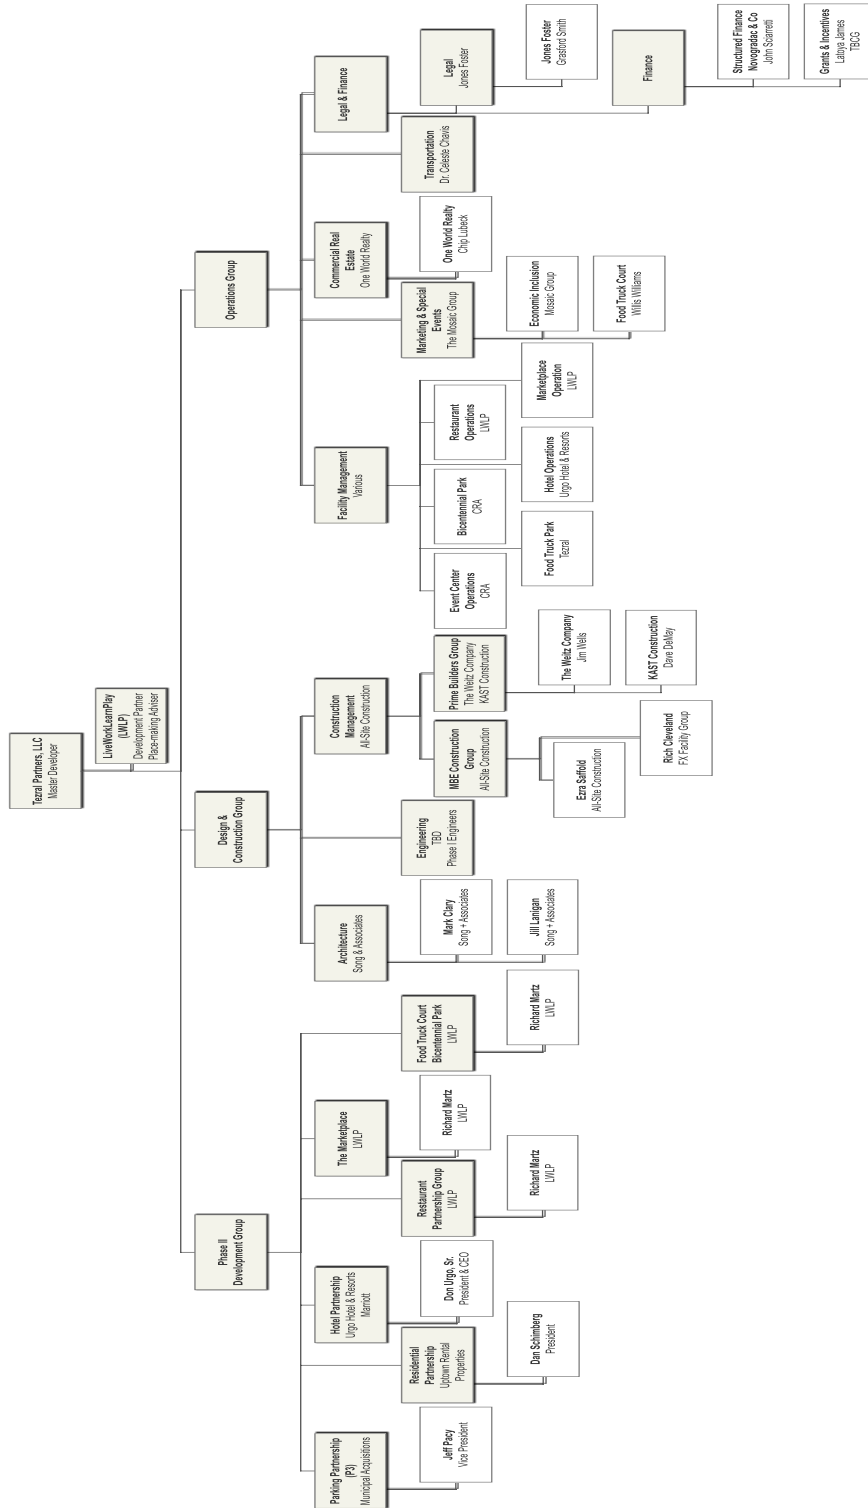 Tezral Partners, LLC
Master Developer
LiveWorkLearnPlay
(LWLP)
Development Partner
Place-making Adviser
Phase II
Development Group
Design &
Construction Group
Operations Group
Parking Partnership
(P3)
Municipal Acquisitions
Jeff Pacy
Vice President
Residential
Partnership
Uptown Rental
Properties
Dan Schimberg
President
Hotel Partnership
Urgo Hotel & Resorts
Marriott
Don Urgo, Sr.
President & CEO
Restaurant
Partnership Group
LWLP
Richard Martz
LWLP
The Marketplace
LWLP
Richard Martz
LWLP
Food Truck Court
Bicentennial Park
LWLP
Richard Martz
LWLP
Architecture
Song & Associates
Mark Clary
Song + Associates
Jill Lanigan
Song + Associates
Engineering
TBD
Phase I Engineers
Construction
Management
All-Site Construction
MBE Construction
Group
All-Site Construction
Ezra Saffold
All-Site Construction
Rich Cleveland
FX Facility Group
Prime Builders Group
The Weitz Company
KAST Construction
The Weitz Company
Jim Wells
KAST Construction
Dave DeMay
Facility Management
Various
Event Center
Operations
CRA
Food Truck Park
Tezral
Bicentennial Park
CRA
Hotel Operations
Urgo Hotel & Resorts
Restaurant
Operations
LWLP
Marketplace
Operation
LWLP
Marketing & Special
Events
The Mosaic Group
Economic Inclusion
Mosaic Group
Food Truck Court
Willis Williams
Commercial Real
Estate
One World Realty
One World Realty
Chip Lubeck
Transportation
Dr. Celeste Chavis
Legal & Finance
Legal
Jones Foster
Jones Foster
Grasford Smith
Finance
Structured Finance
Novogradac & Co
John Sciarretti
Grants & Incentives
Latoya James
TBCG